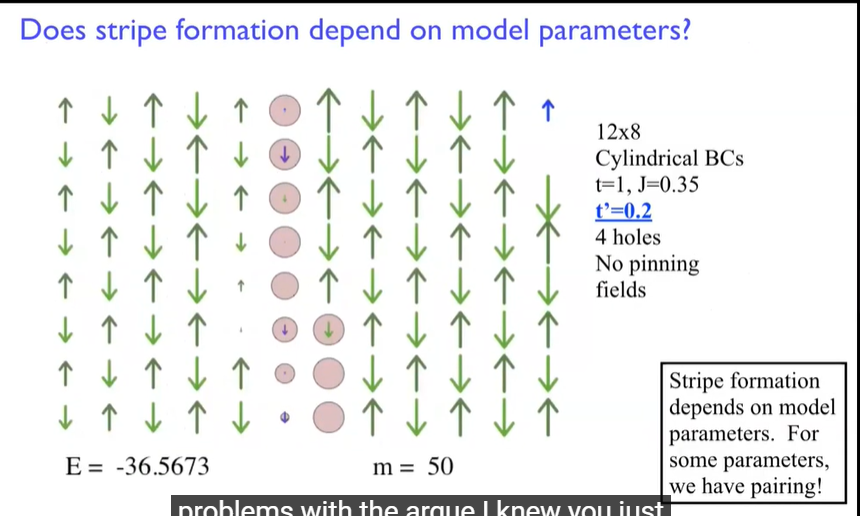 Does stripe formation depend on model parameters?
12x8
Cylindrical BCs
t=1, J=0.35
t’=0.2
4 holes
No pinning
fields
Stripe formation
depends on model
parameters. For
some parameters,
we have pairing!
E = -36.5673
m = 50
problems with the argue I knew you just